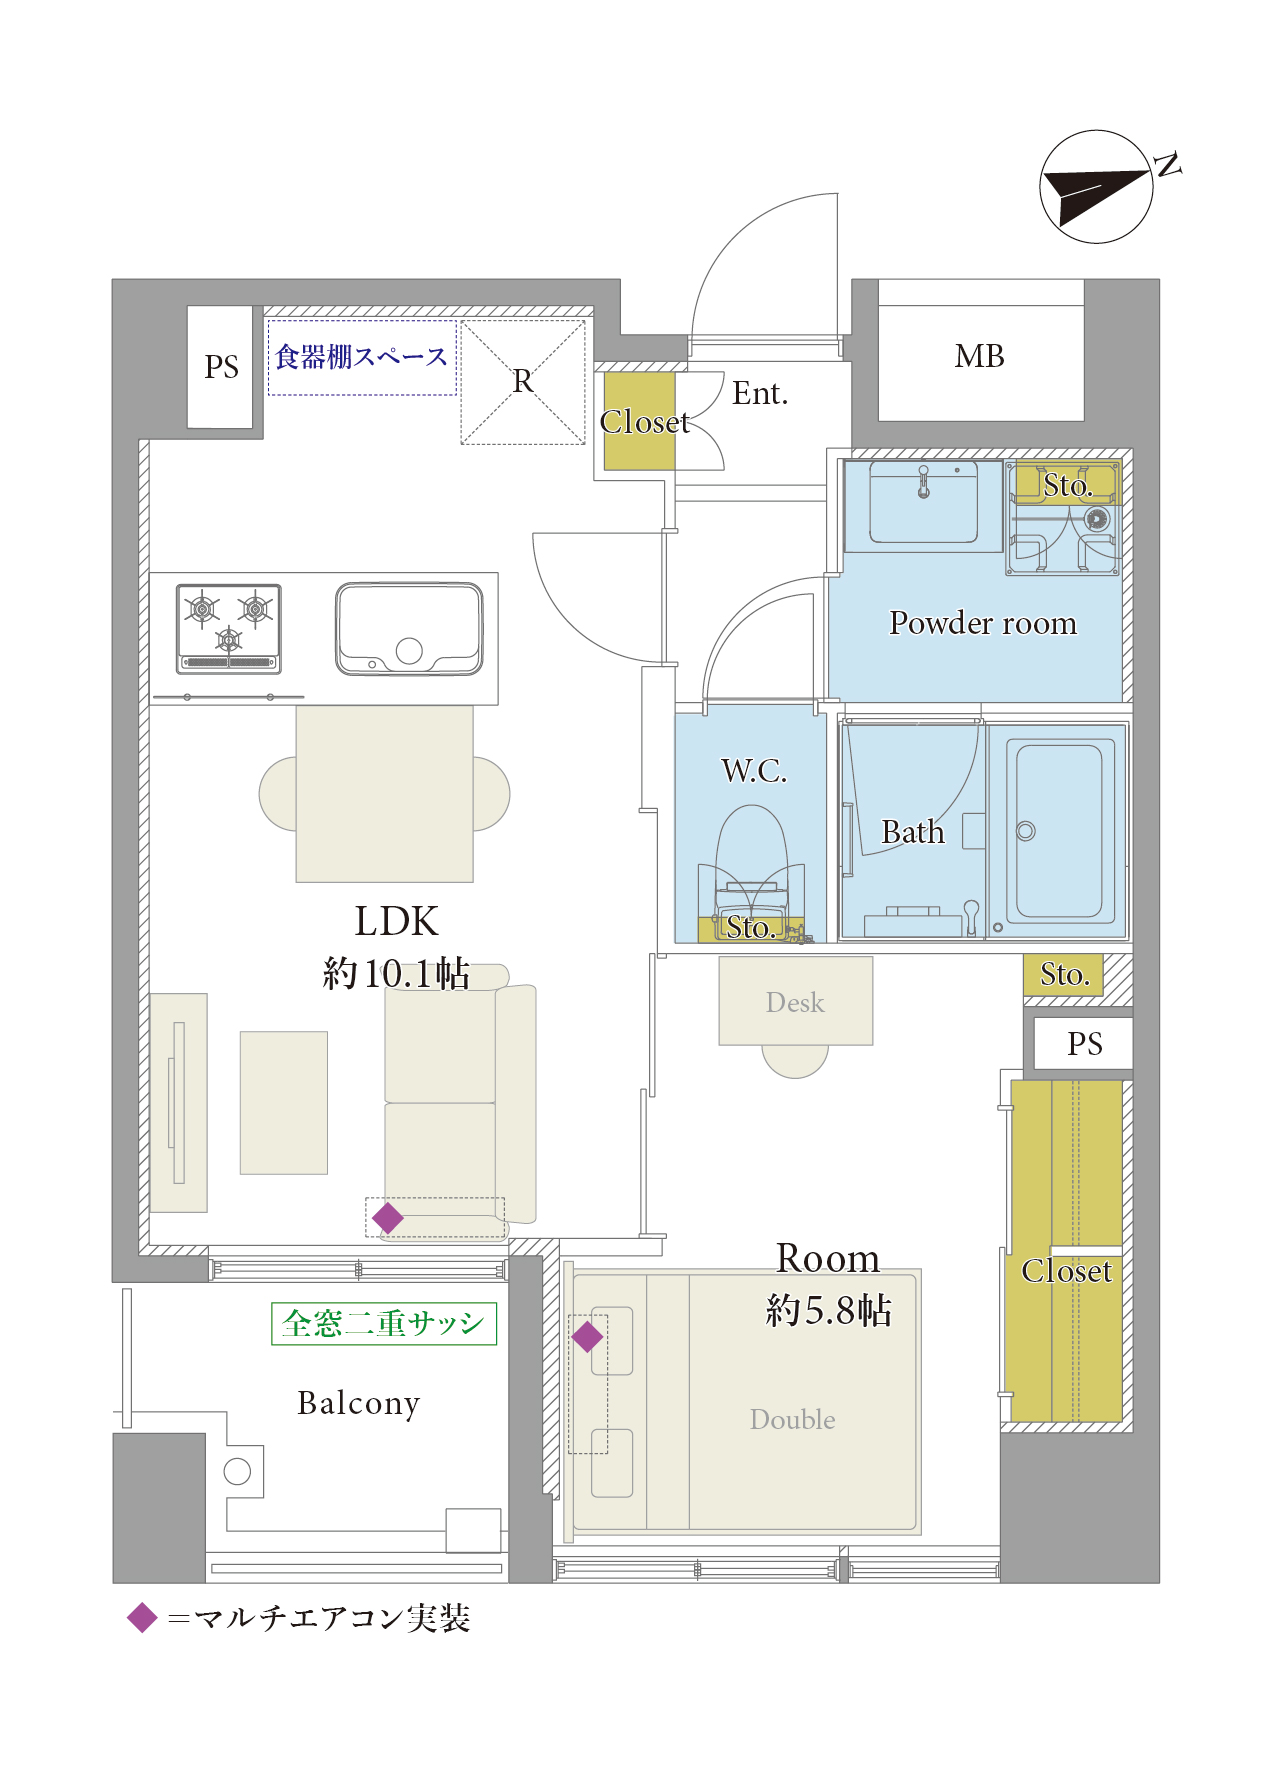 N
PS
食器棚スペース
R
MB
Ent.
Closet
Sto.
Powder room
W.C.
Bath
LDK
約10.1帖
Sto.
Sto.
Desk
PS
Room
約5.8帖
Closet
全窓二重サッシ
Balcony
Double
◆＝マルチエアコン実装